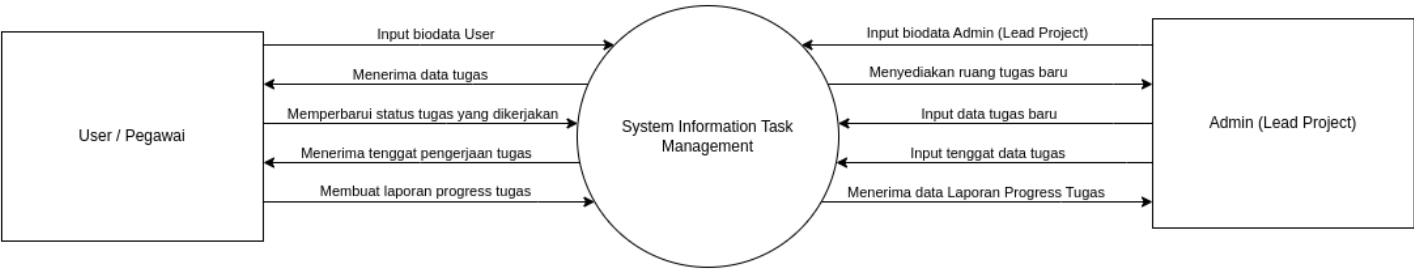 Input biodata User
Menerima data tugas
Memperbarui status tugas yang dikerjakan
Menerima tenggat pengerjaan tugas
Membuat laporan progress tugas
User / Pegawai
System Information Task
Management
Input biodata Admin (Lead Project)
Menyediakan ruang tugas baru
Input data tugas baru
Input tenggat data tugas
Menerima data Laporan Progress Tugas
Admin (Lead Project)